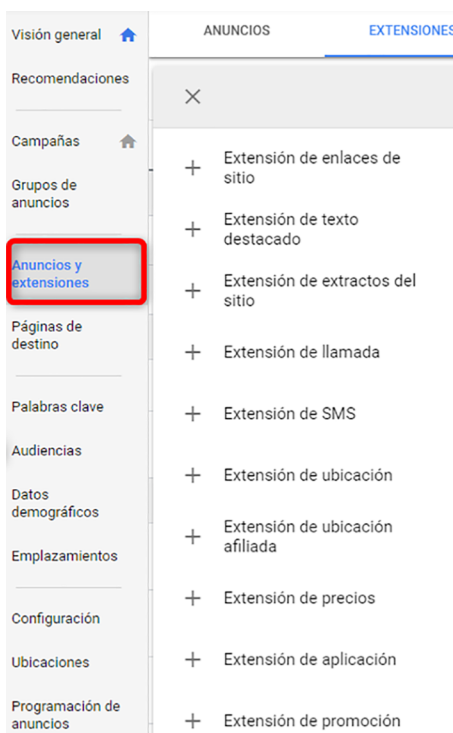 Visión general
Recomendaciones
Campañas
Grupos de
anuncios
Anuncios y
extensiones
Páginas de
destino
Palabras clave
Audiencias
Datos
demográficos
Emplazamientos
Configuración
Ubicaciones
Programación de
anuncios
ANUNCIOS
EXTENSIONES
Extensión de enlaces de
sitio
Extensión de texto
destacado
Extensión de extractos del
sitio
Extensión de llamada
Extensión de SMS
Extensión de ubicación
Extensión de ubicación
afiliada
Extensión de precios
Extensión de aplicación
Extensión de promoción